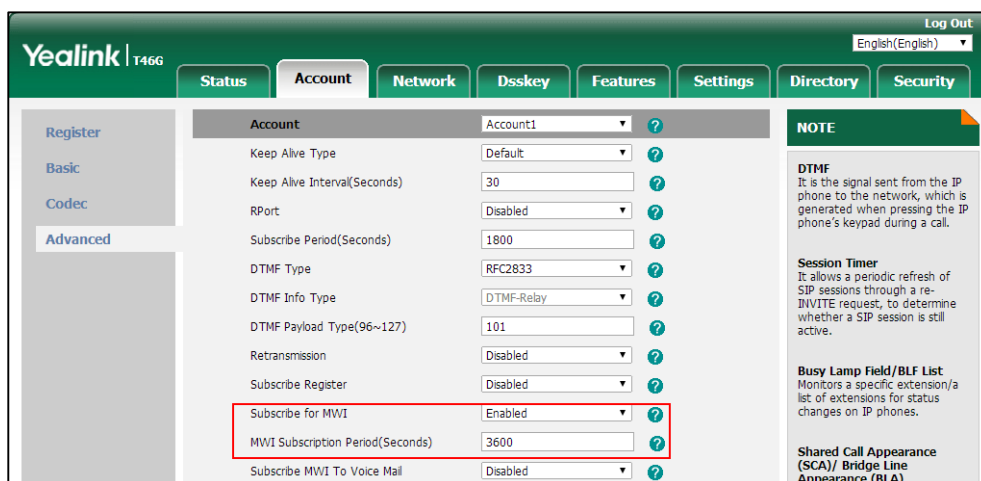 Log Out
English(English)
Yealink T46G
Status Account Network Dsskey Features Settings Directory Security
Register
Basic
Codec
Advanced
Account Account1 ?
Keep Alive Type Default ?
Keep Alive Interval(Seconds) 30 ?
RPort Disabled ?
Subscribe Period(Seconds) 1800 ?
DTMF Type RFC2833 ?
DTMF Info Type DTMF-Relay ?
DTMF Payload Type(96~127) 101 ?
Retransmission Disabled ?
Subscribe Register Disabled ?
Subscribe for MWI Enabled ?
MWI Subscription Period(Seconds) 3600 ?
Subscribe MWI To Voice Mail Disabled ?
NOTE
DTMF
It is the signal sent from the IP
phone to the network, which is
generated when pressing the IP
phone's keypad during a call.
Session Timer
It allows a periodic refresh of
SIP sessions through a re-
INVITE request, to determine
whether a SIP session is still
active.
Busy Lamp Field/BLF List
Monitors a specific extension/a
list of extensions for status
changes on IP phones.
Shared Call Appearance
(SCA)/ Bridge Line
Appearance (BLA)